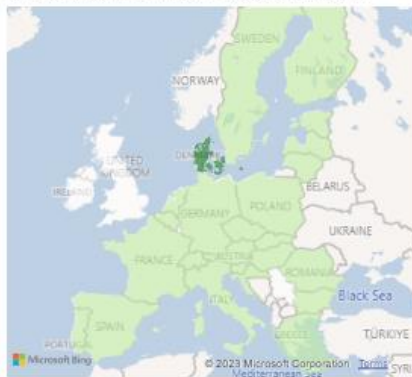 SWEDEN
FINLAND
NORWAY
DENMARK
UNITED
KINGDOM
IRELAND
BELARUS
POLAND
GERMANY
UKRAINE
FRANCE
AUSTRIA
ROMANIA
ITALY
Black Sea
PORTUGAL
SPAIN
GREECE
TÜRKIYE
Microsoft Bing
© 2023 Microsoft Corporation Terms
Mediterranean Sea
SYRI